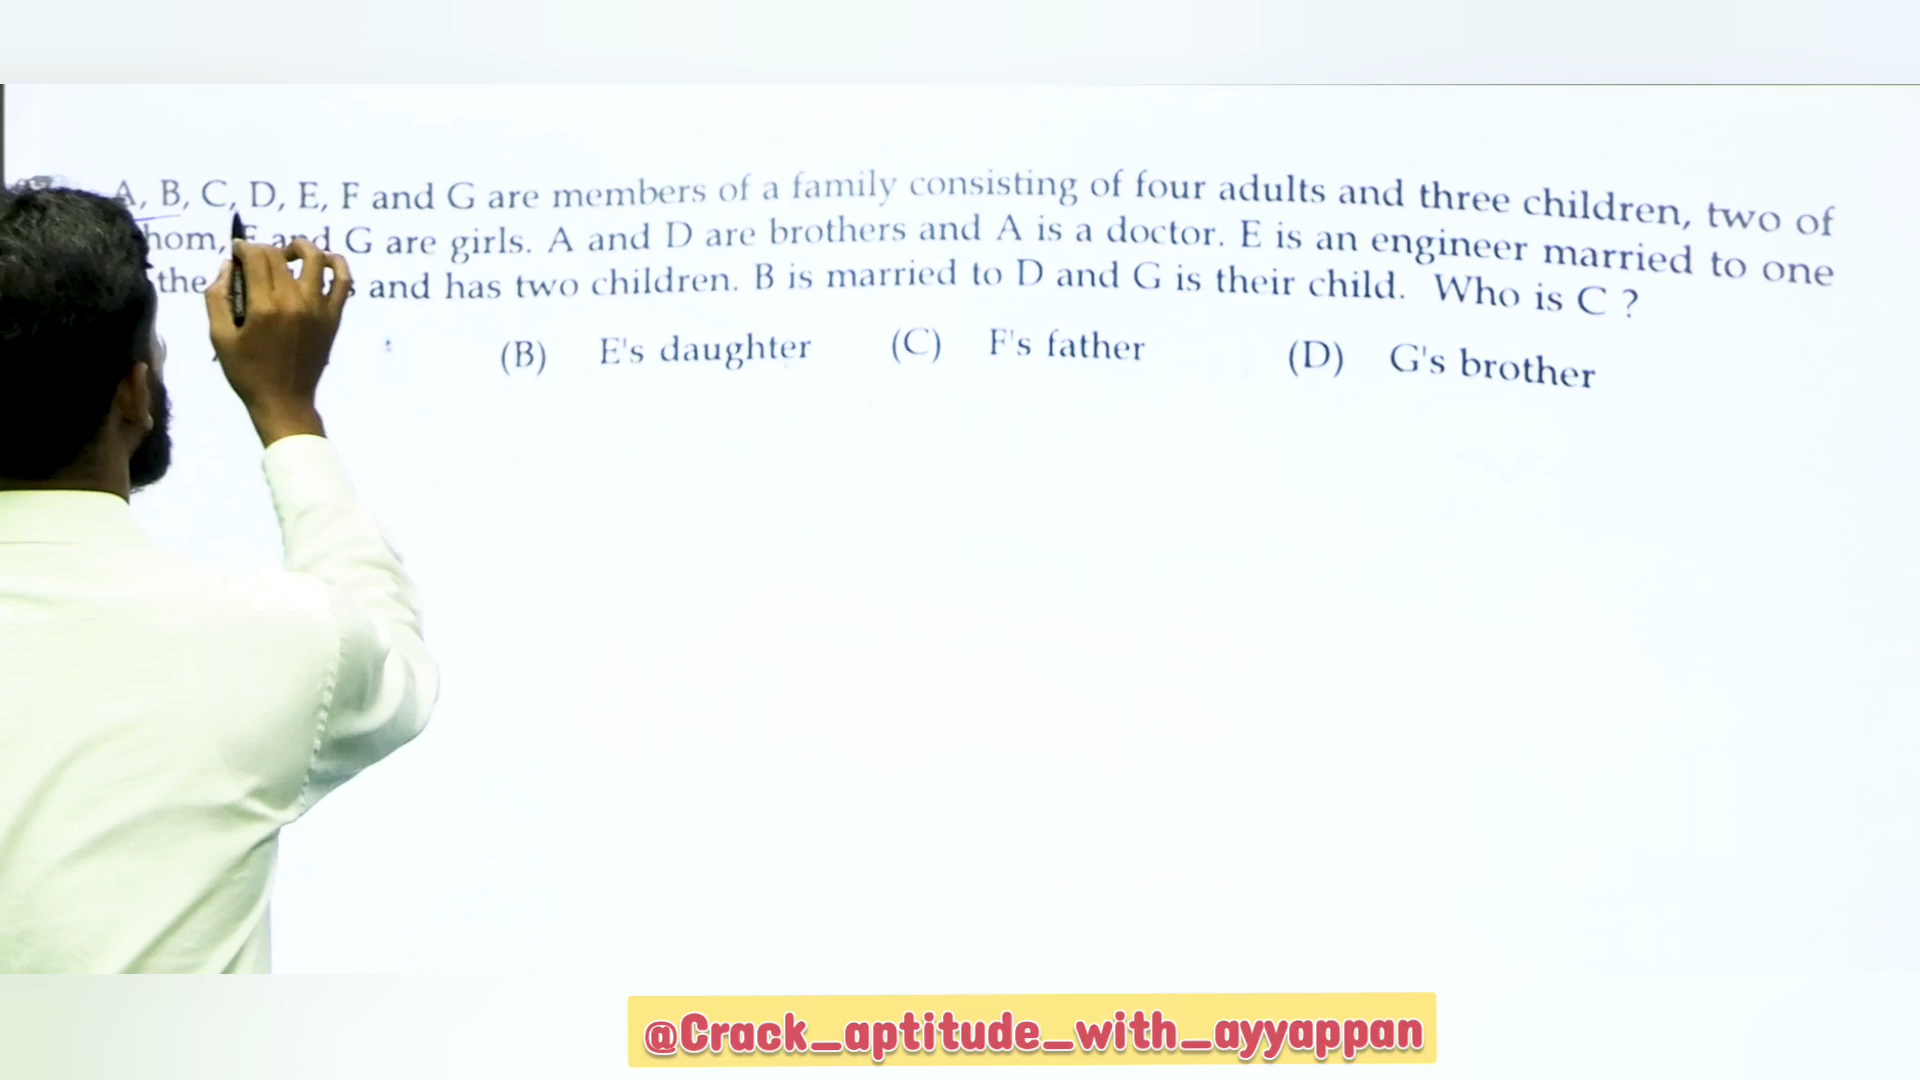 A, B, C, D, E, F and G are members of a family consisting of four adults and three children, two of
hom, F and G are girls. A and D are brothers and A is a doctor. E is an engineer married to one
the and has two children. B is married to D and G is their child. Who is C ?
(B) E's daughter (C) F's father (D) G's brother
@Crack_aptitude_with_ayyappan